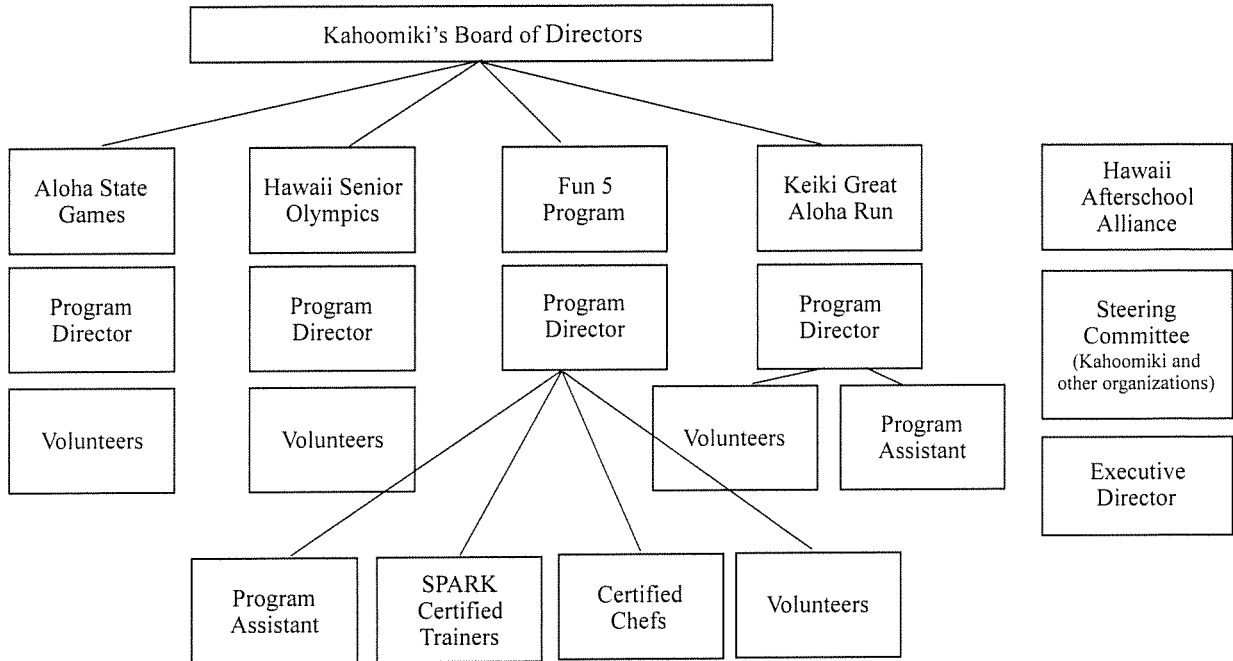 Kahoomiki's Board of Directors
Aloha State
Games
Hawaii Senior
Olympics
Fun 5
Program
Keiki Great
Aloha Run
Hawaii
Afterschool
Alliance
Program
Director
Program
Director
Program
Director
Program
Director
Steering
Committee
(Kahoomiki and
other organizations)
Volunteers
Volunteers
Volunteers
Program
Assistant
Executive
Director
Program
Assistant
SPARK
Certified
Trainers
Certified
Chefs
Volunteers